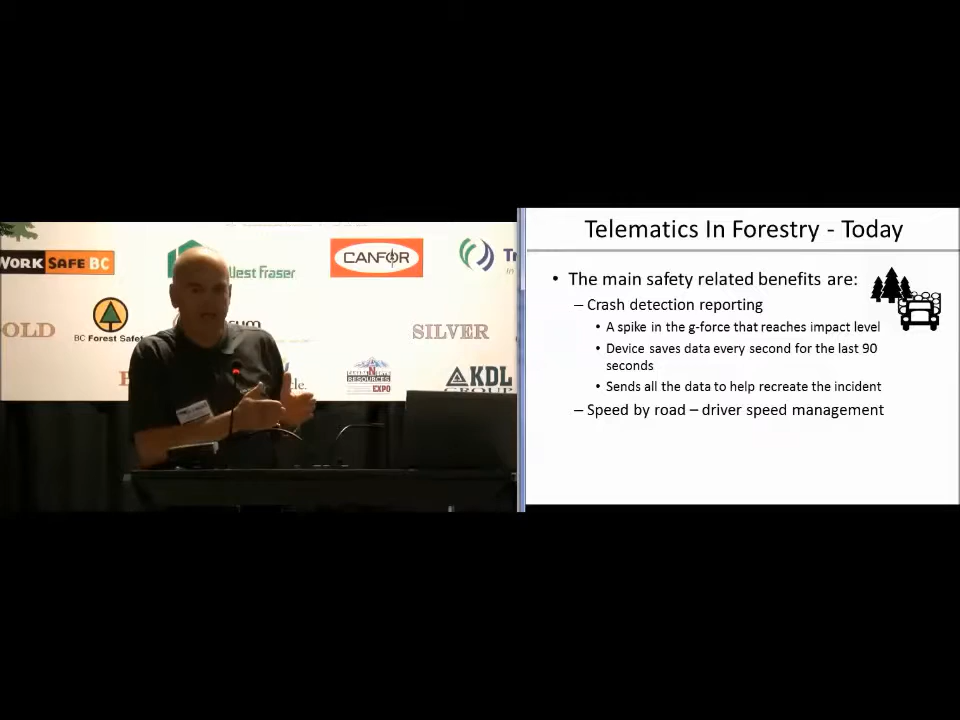 WORK SAFE BC
West Fraser
CANFOR
OLD
BC Forest Safet
SILVER
RESOURCES
EXPO
KDL
GROUP
Telematics In Forestry - Today
• The main safety related benefits are:
– Crash detection reporting
• A spike in the g-force that reaches impact level
• Device saves data every second for the last 90
seconds
• Sends all the data to help recreate the incident
– Speed by road – driver speed management